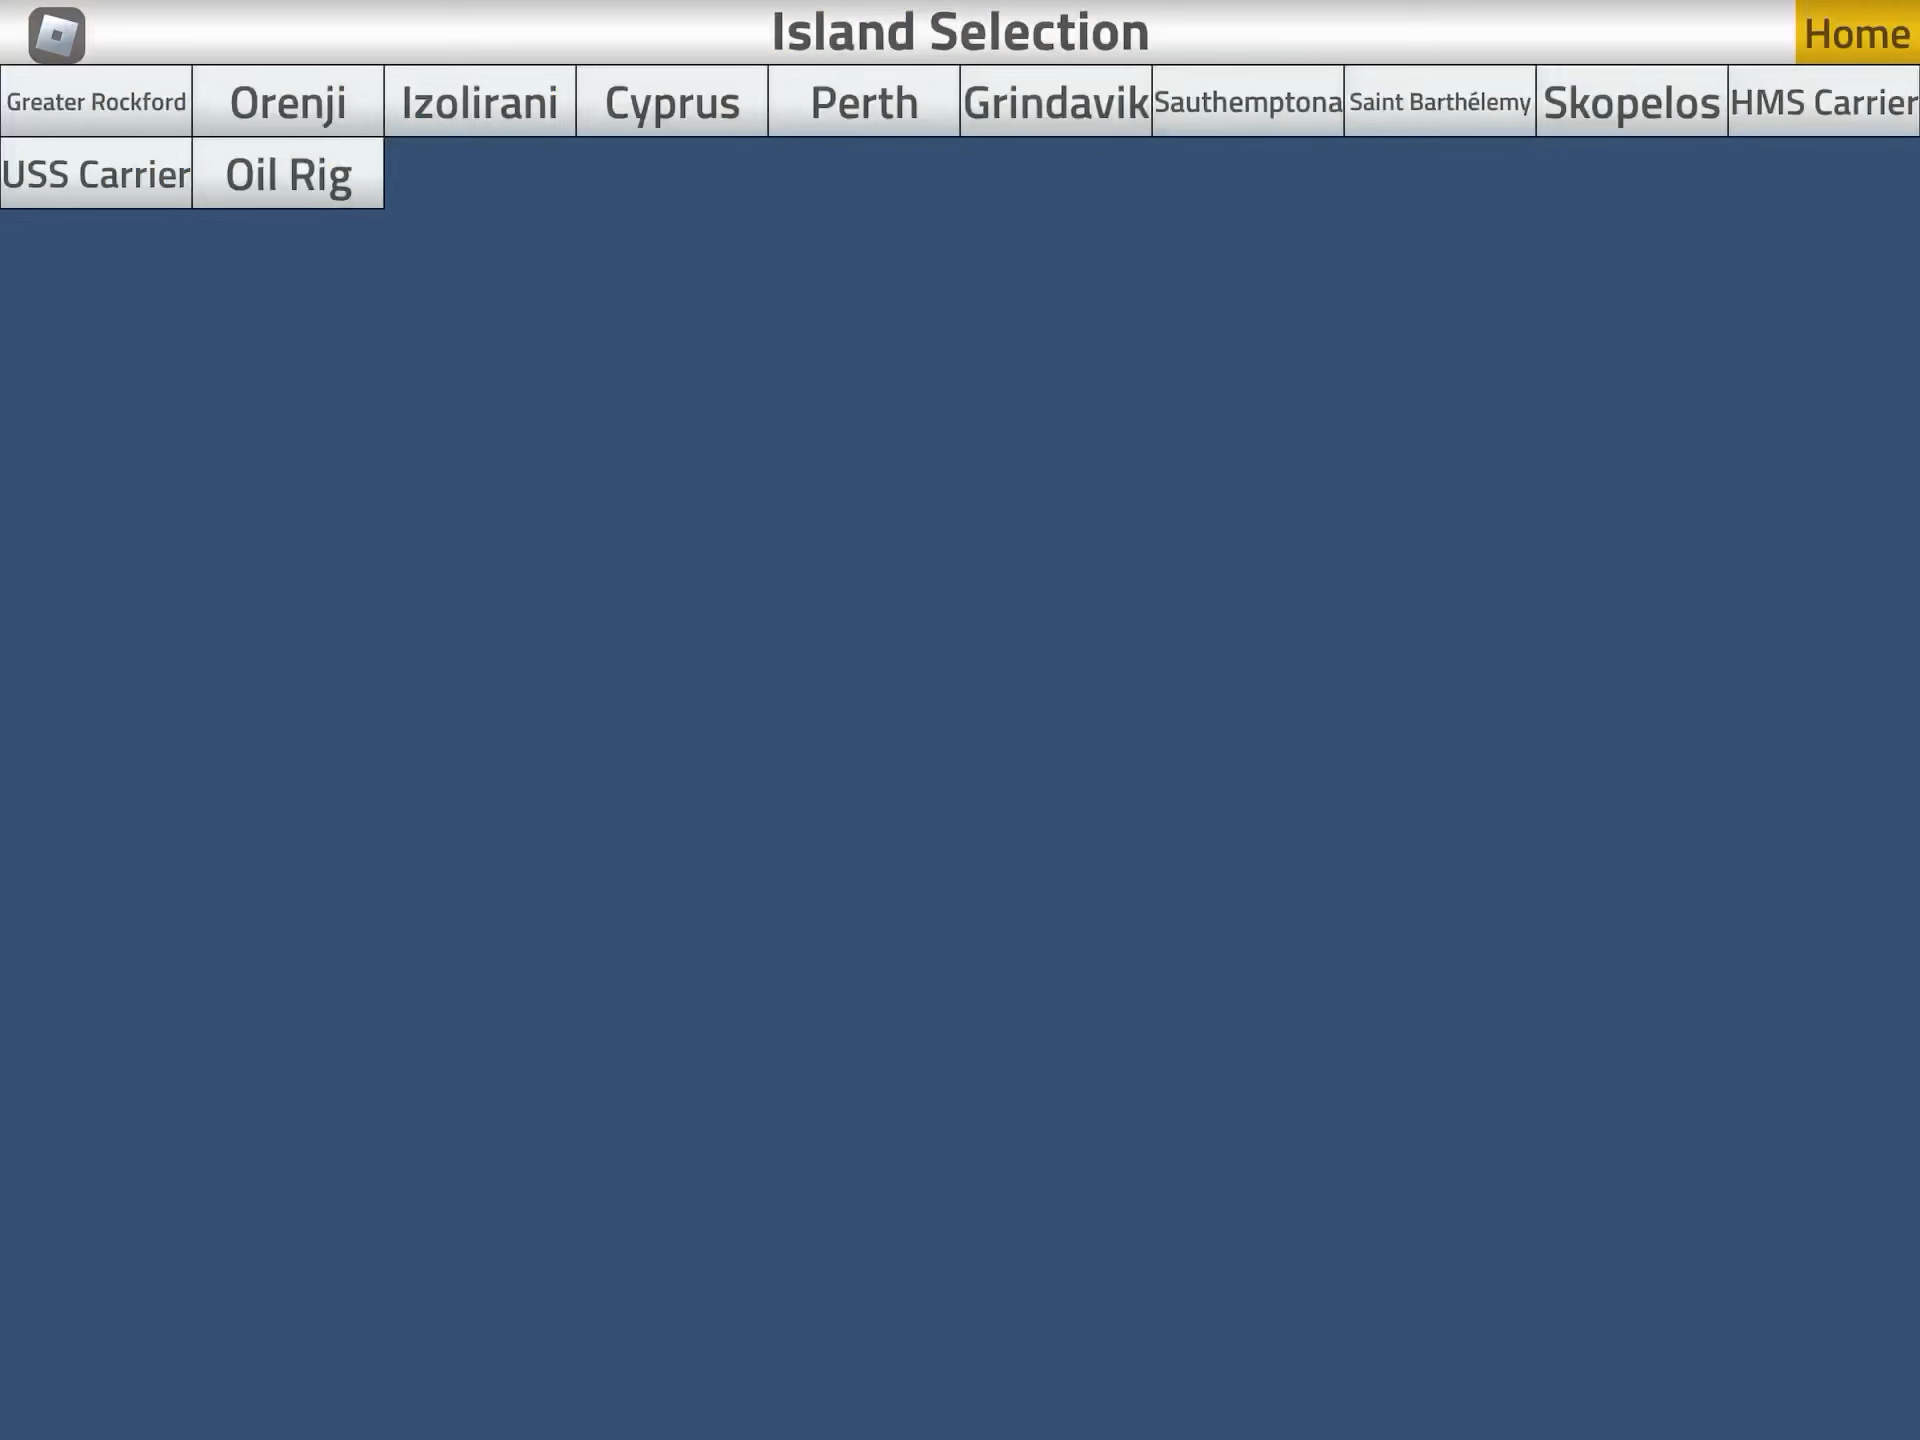 Island Selection
Home
Greater Rockford
Orenji
Izolirani
Cyprus
Perth
Grindavik
Sauthemptona
Saint Barthélemy
Skopelos
HMS Carrier
USS Carrier
Oil Rig